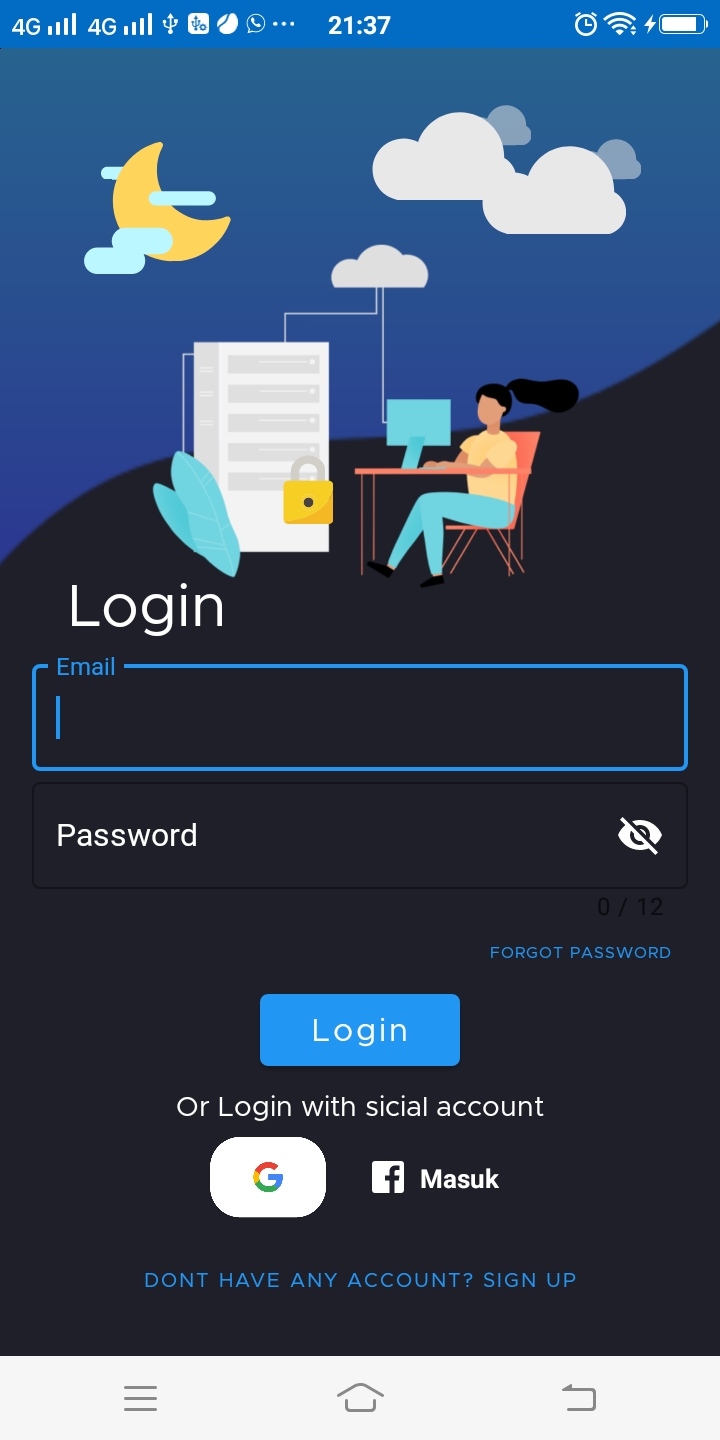 4G 4G 21:37
Login
Email
Password
0 / 12
FORGOT PASSWORD
Login
Or Login with sicial account
G Masuk
DONT HAVE ANY ACCOUNT? SIGN UP